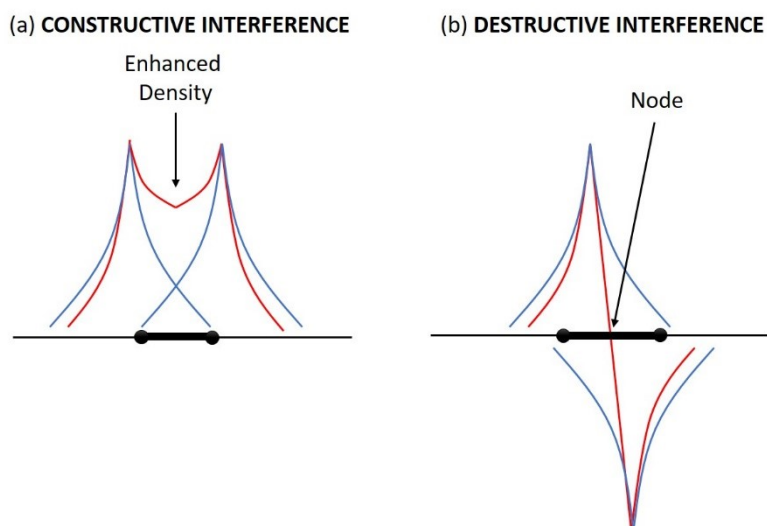 (a) CONSTRUCTIVE INTERFERENCE
Enhanced
Density
(b) DESTRUCTIVE INTERFERENCE
Node